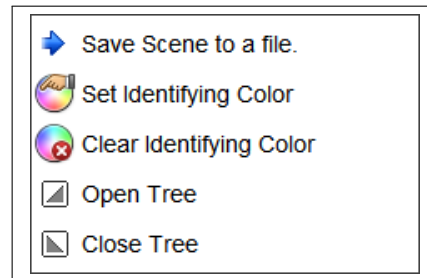 Save Scene to a file.
Set Identifying Color
Clear Identifying Color
Open Tree
Close Tree